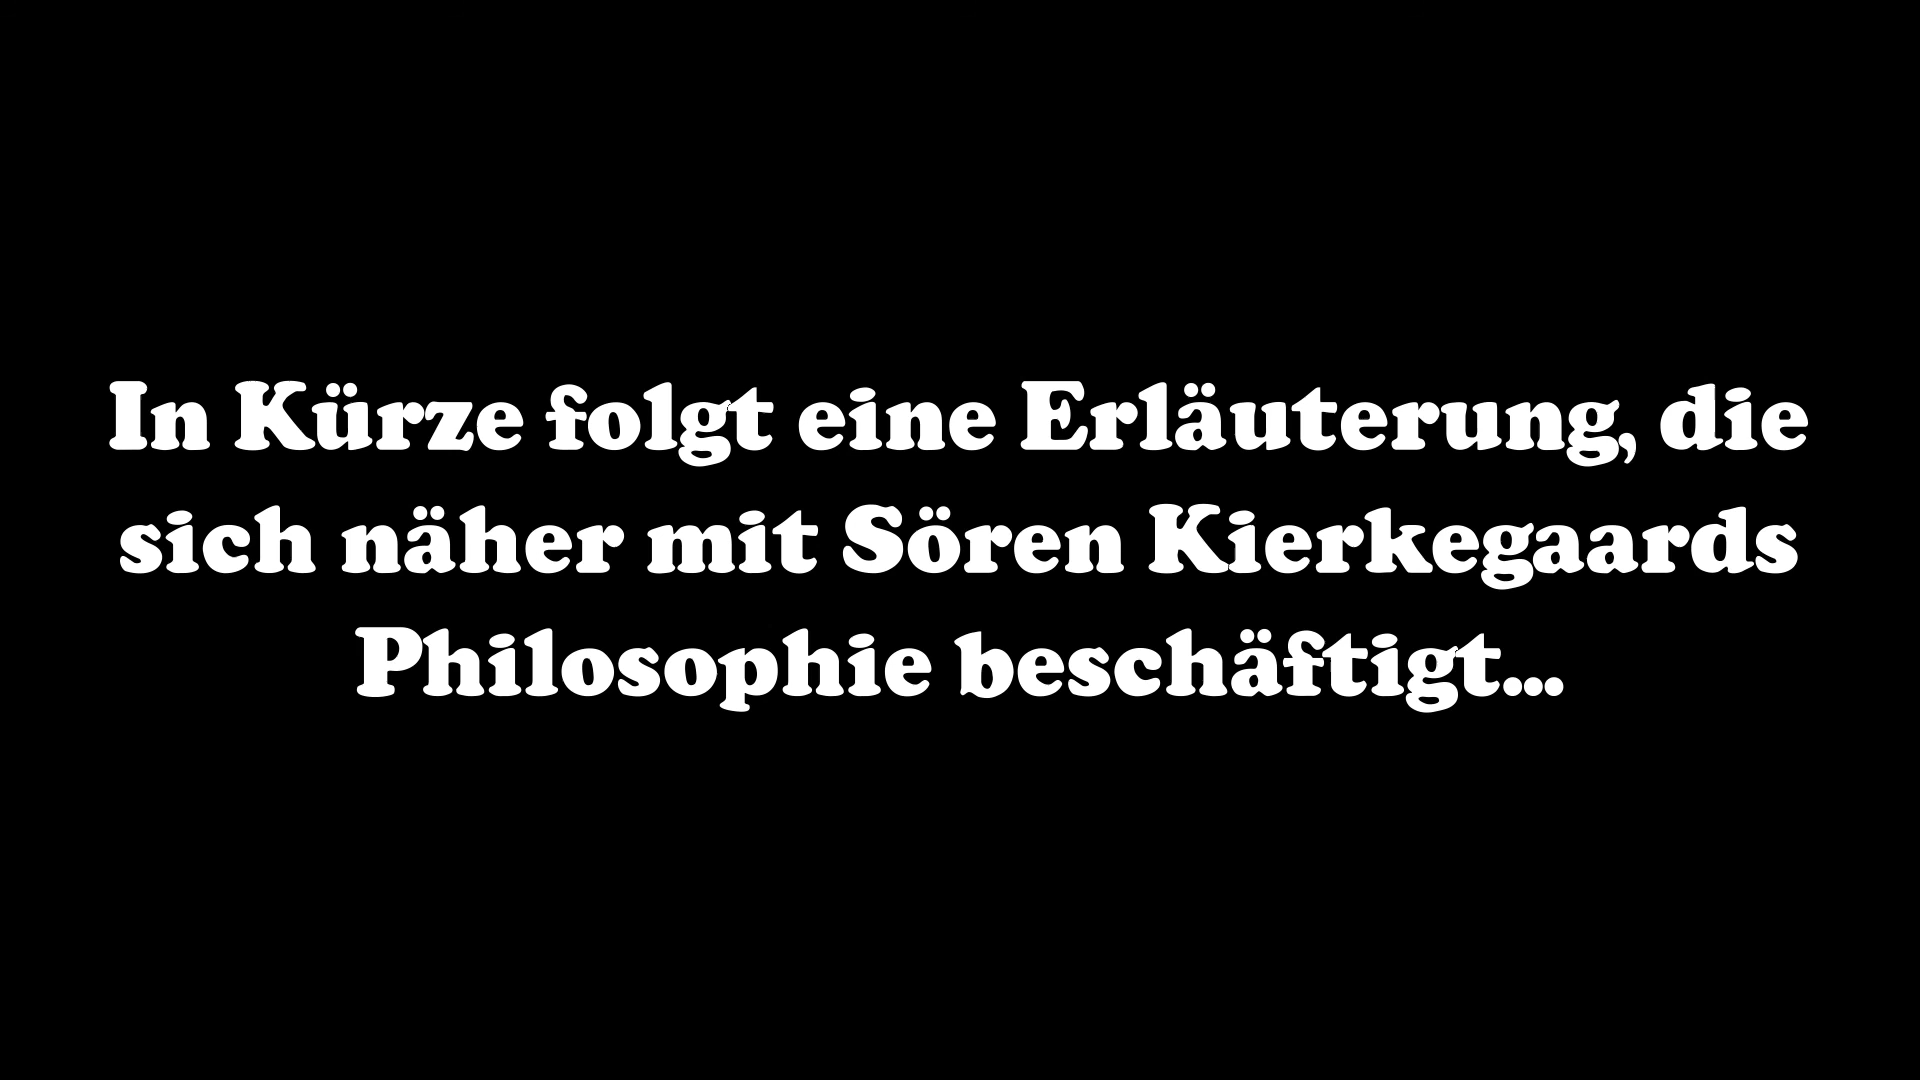 In Kürze folgt eine Erläuterung, die
sich näher mit Sören Kierkegaards
Philosophie beschäftigt...